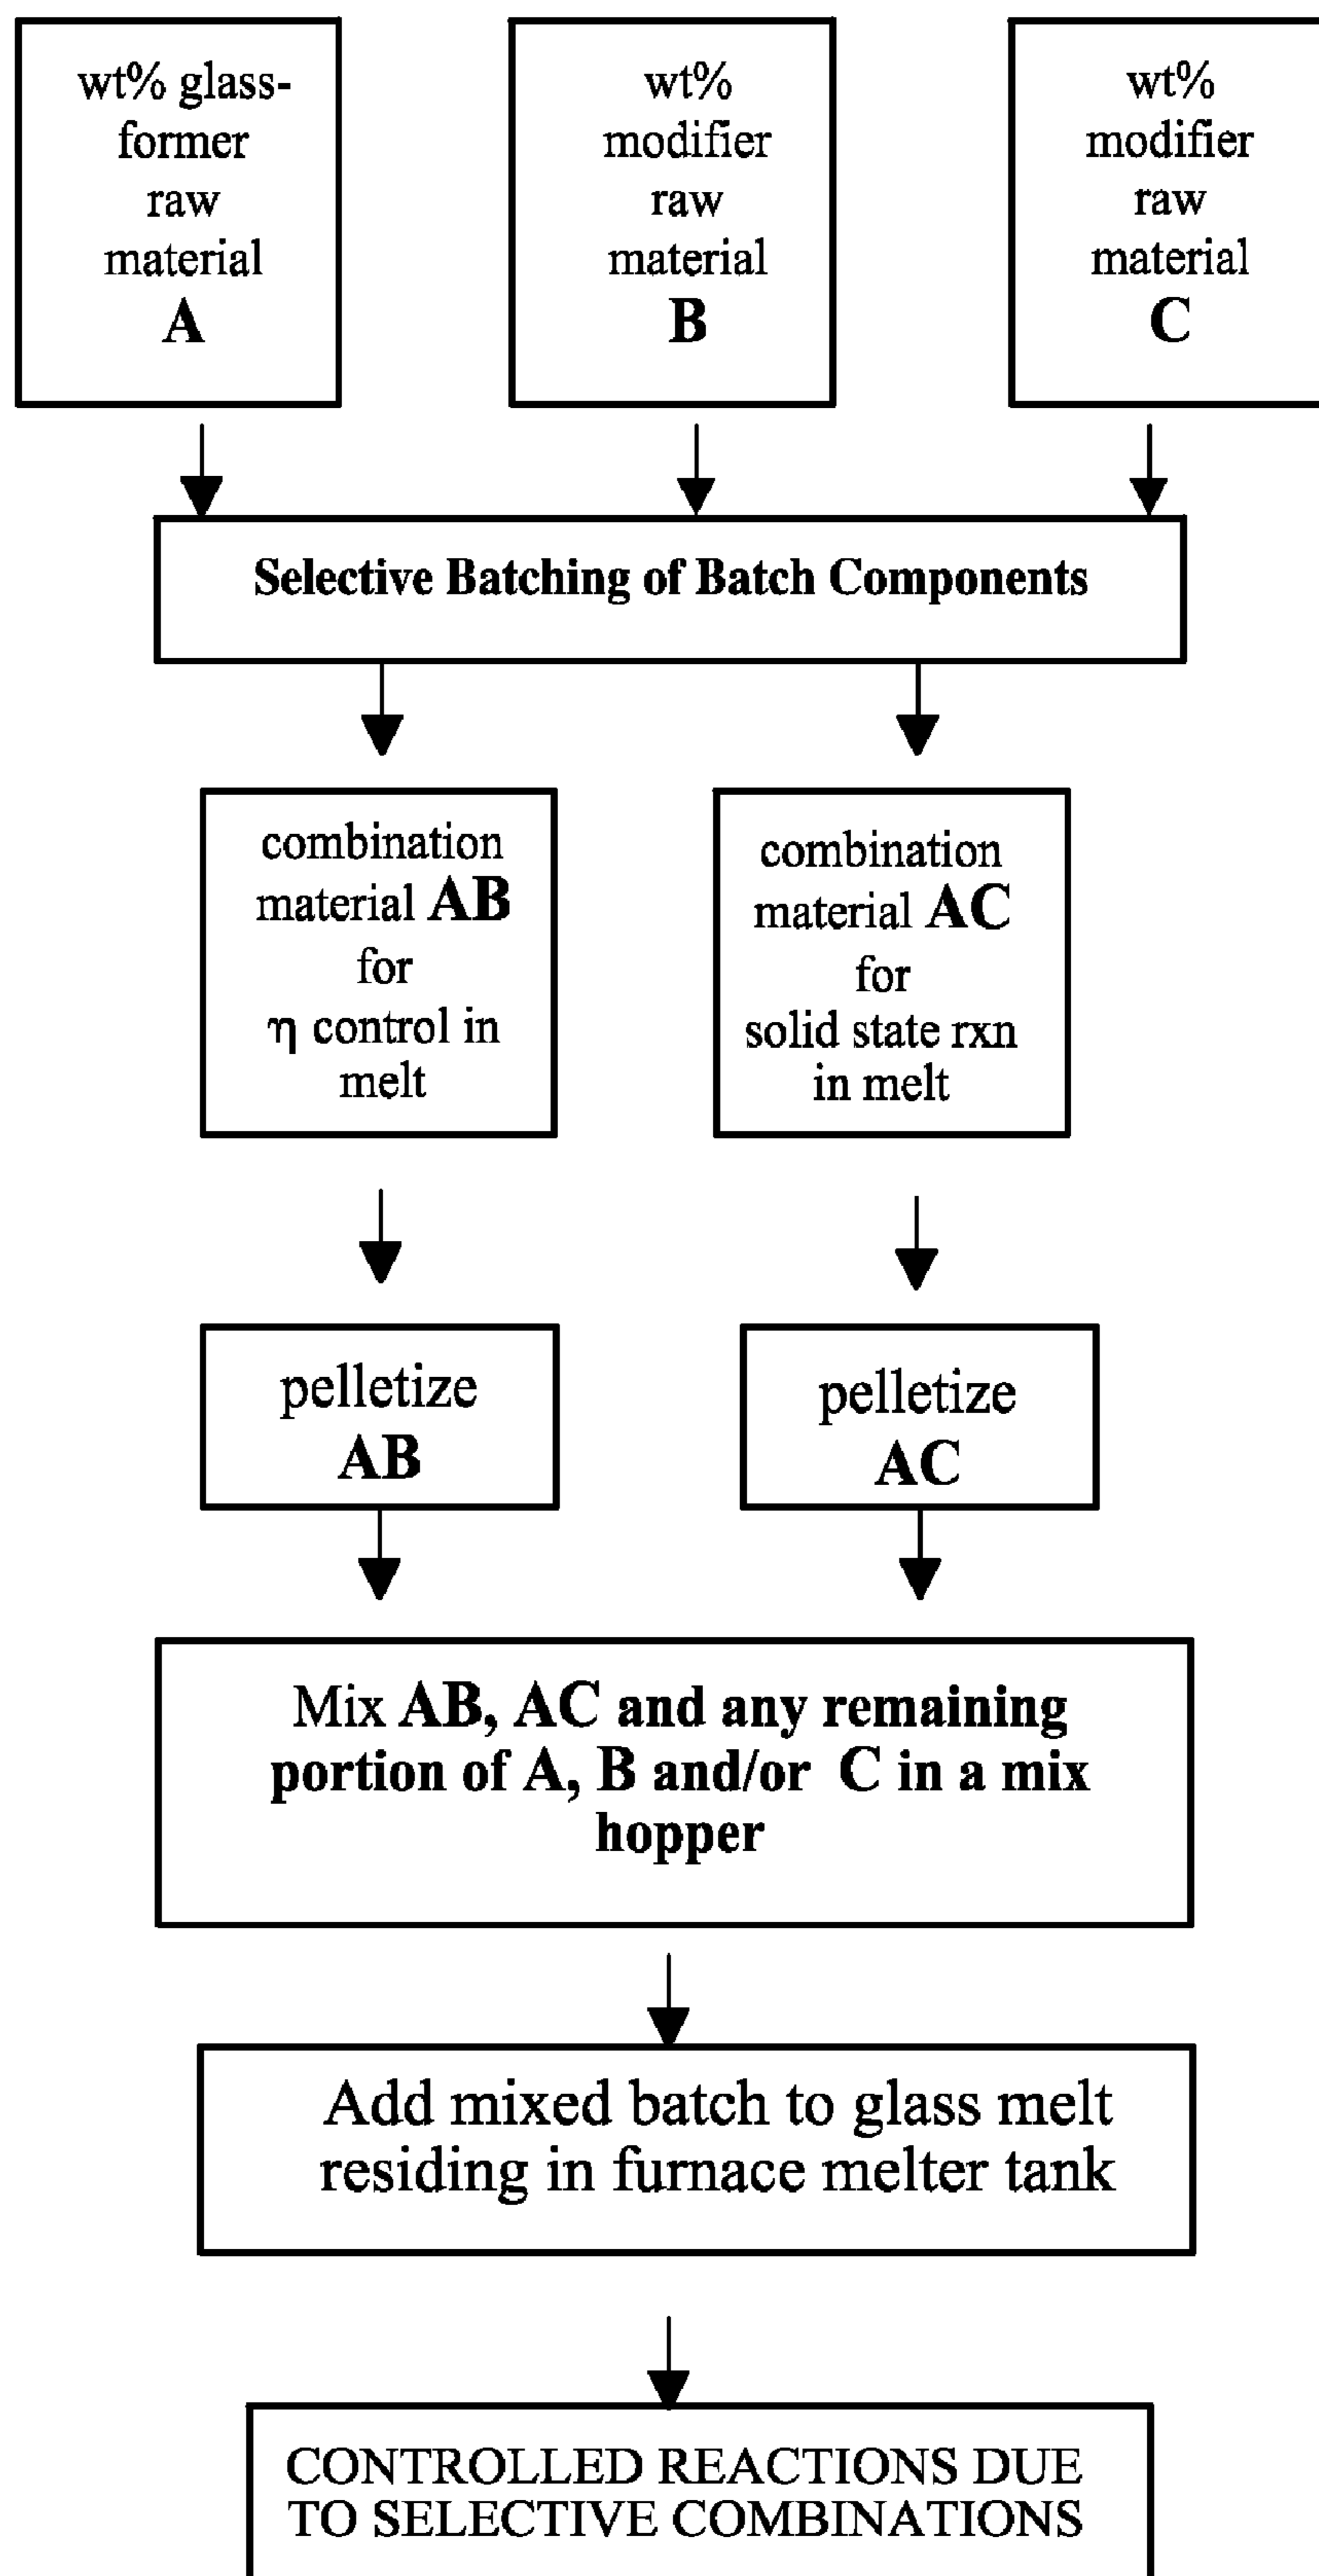 wt% glass-
former
raw
material
A
wt%
modifier
raw
material
B
wt%
modifier
raw
material
C
Selective Batching of Batch Components
combination
material AB
for
η control in
melt
combination
material AC
for
solid state rxn
in melt
pelletize
AB
pelletize
AC
Mix AB, AC and any remaining
portion of A, B and/or C in a mix
hopper
Add mixed batch to glass melt
residing in furnace melter tank
CONTROLLED REACTIONS DUE
TO SELECTIVE COMBINATIONS